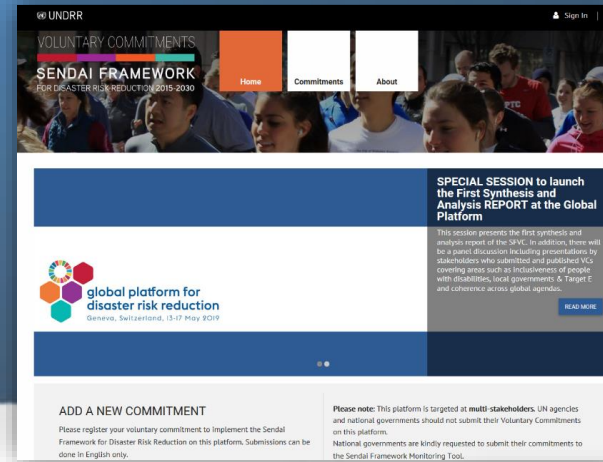 UNDRR
Sign In
VOLUNTARY COMMITMENTS
SENDAI FRAMEWORK
FOR DISASTER RISK REDUCTION 2015-2030
Home
Commitments
About
SPECIAL SESSION to launch
the First Synthesis and
Analysis REPORT at the Global
Platform
This session presents the first synthesis and
analysis report of the SFVC. In addition, there will
be a panel discussion including presentations by
stakeholders who submitted and published VCs
covering areas such as inclusiveness of people
with disabilities, local governments & Target E
and coherence across global agendas.
READ MORE
global platform for
disaster risk reduction
Geneva, Switzerland, 13-17 May 2019
ADD A NEW COMMITMENT
Please register your voluntary commitment to implement the Sendai
Framework for Disaster Risk Reduction on this platform. Submissions can be
done in English only.
Please note: This platform is targeted at multi-stakeholders. UN agencies
and national governments should not submit their Voluntary Commitments
on this platform.
National governments are kindly requested to submit their commitments to
the Sendai Framework Monitoring Tool.